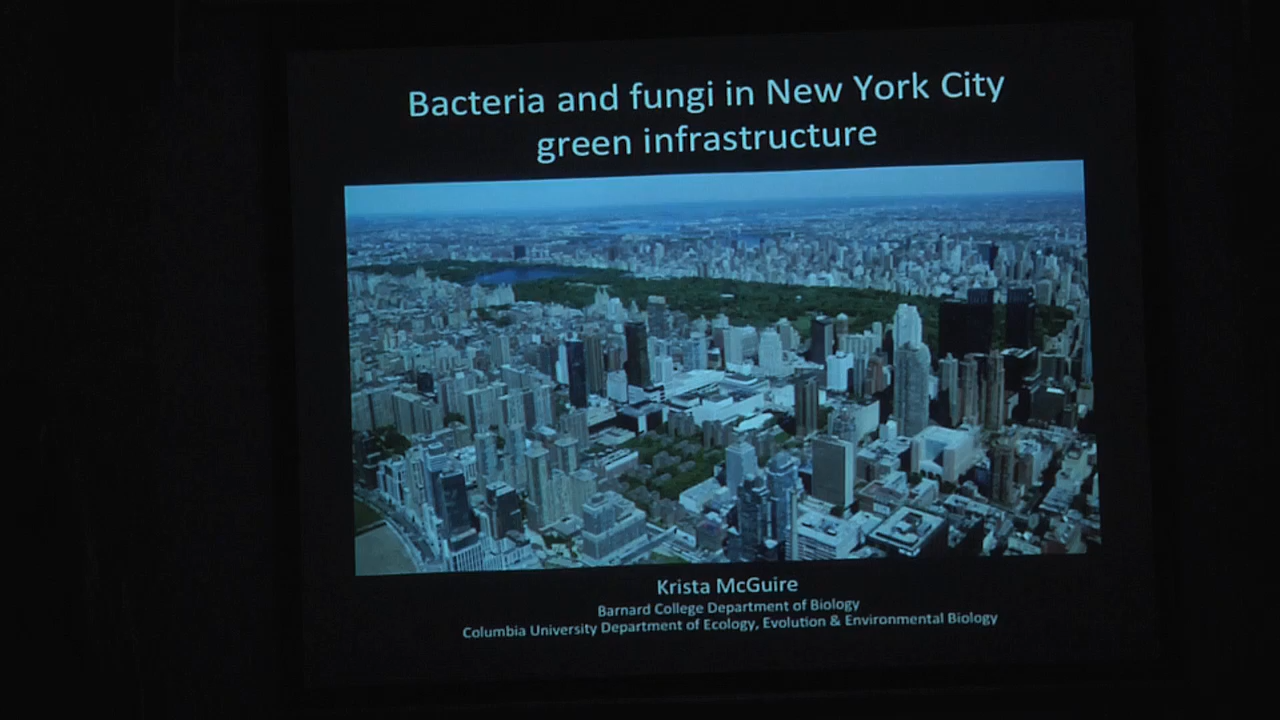 Bacteria and fungi in New York City
green infrastructure
Krista McGuire
Barnard College Department of Biology
Columbia University Department of Ecology, Evolution & Environmental Biology